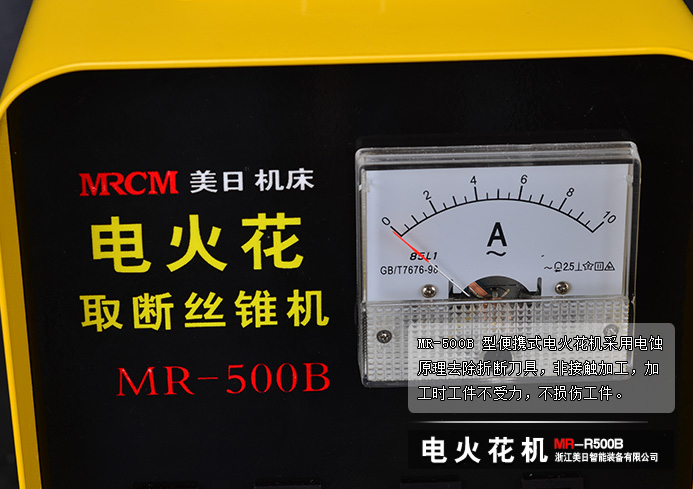 MRCM 美日机床
电火花
取断丝锥机
MR-500B
0 2 4 6 8 10
A
~
85L1
GB/T7676-98
2.5
MR-500B 型便携式电火花机采用电蚀
原理去除折断刀具，非接触加工，加
工时工件不受力，不损伤工件。
电火花机 MR-R500B
浙江美日智能装备有限公司